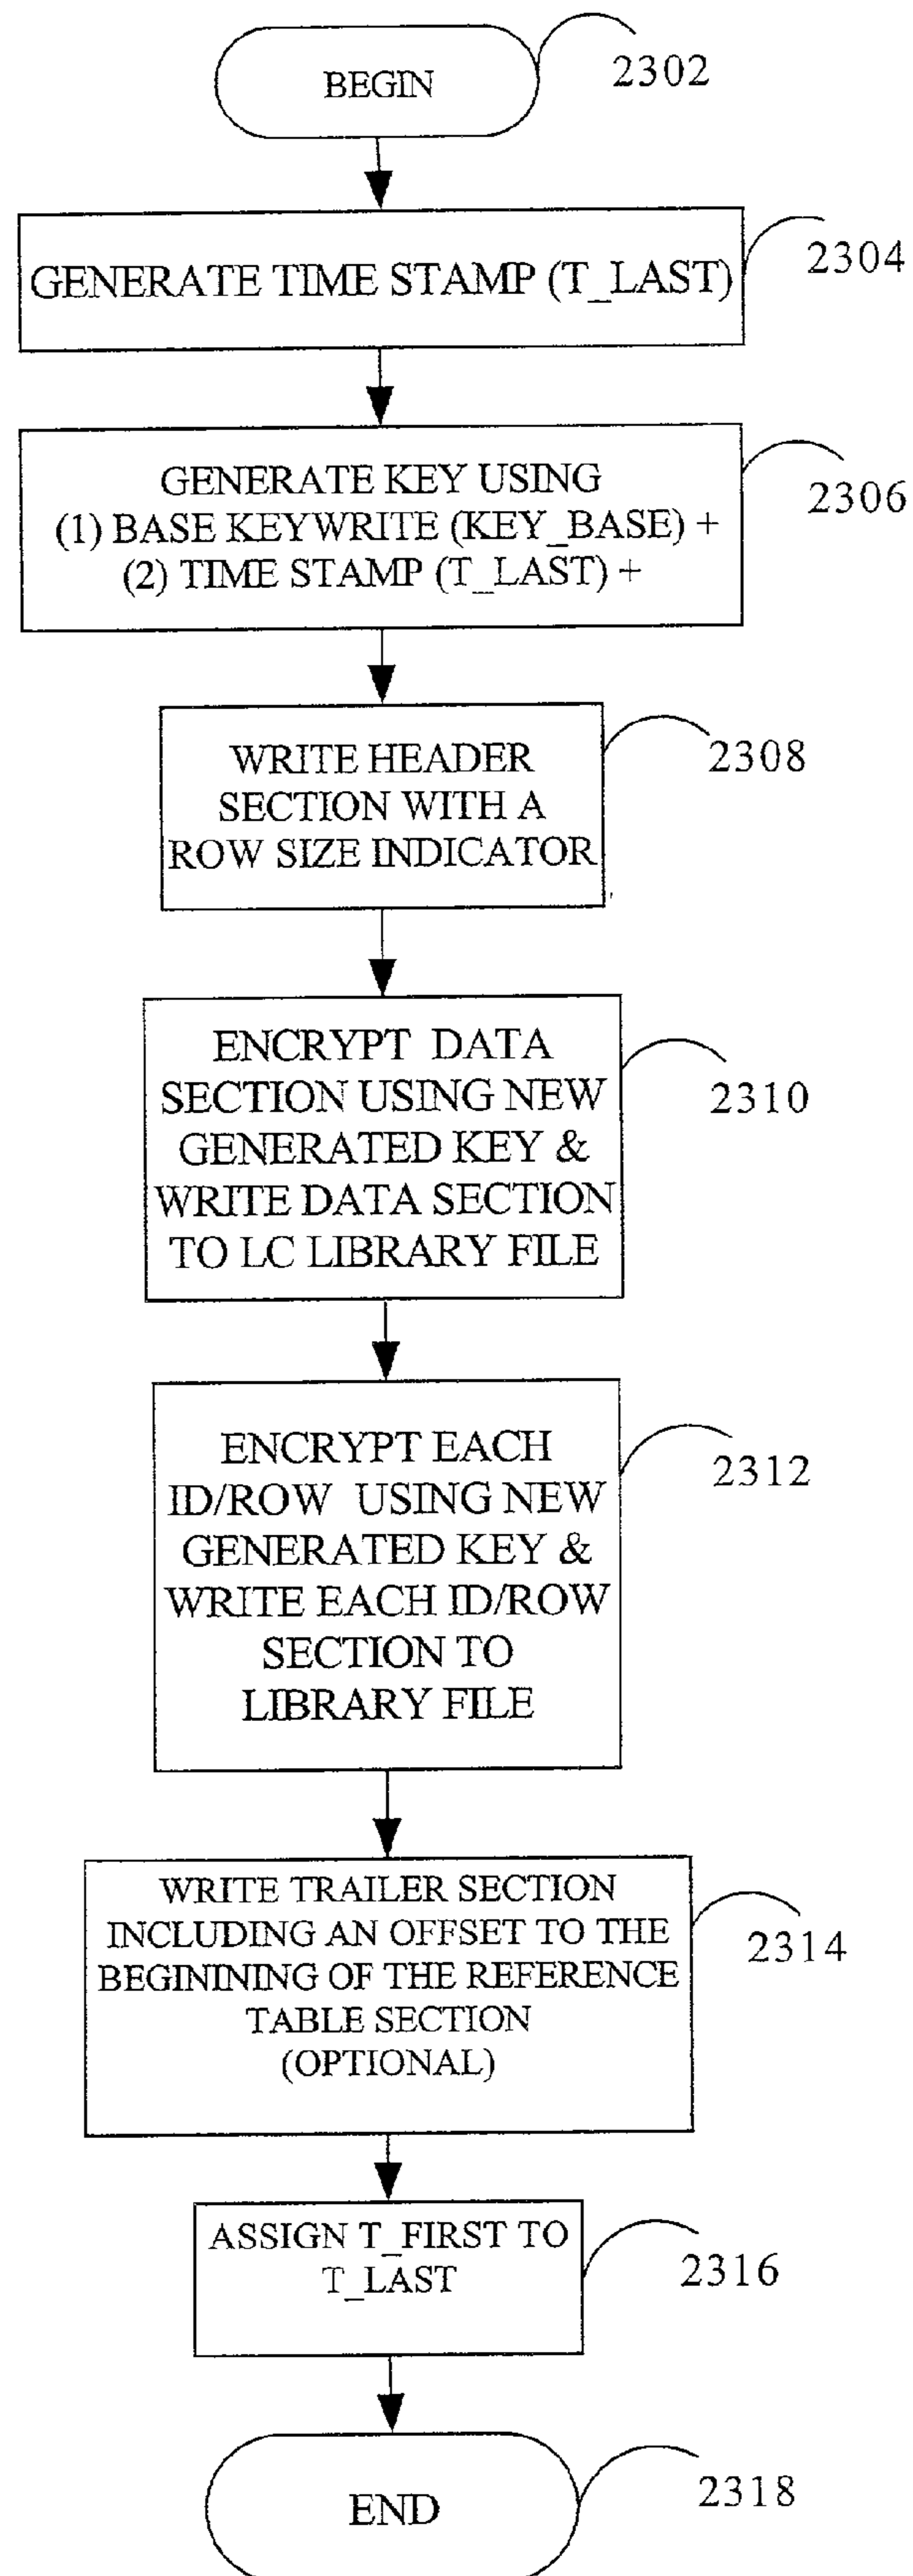 BEGIN
2302
GENERATE TIME STAMP (T_LAST)
2304
GENERATE KEY USING
(1) BASE KEYWRITE (KEY_BASE) +
(2) TIME STAMP (T_LAST) +
2306
WRITE HEADER
SECTION WITH A
ROW SIZE INDICATOR
2308
ENCRYPT DATA
SECTION USING NEW
GENERATED KEY &
WRITE DATA SECTION
TO LC LIBRARY FILE
2310
ENCRYPT EACH
ID/ROW USING NEW
GENERATED KEY &
WRITE EACH ID/ROW
SECTION TO
LIBRARY FILE
2312
WRITE TRAILER SECTION
INCLUDING AN OFFSET TO THE
BEGINING OF THE REFERENCE
TABLE SECTION
(OPTIONAL)
2314
ASSIGN T_FIRST TO
T_LAST
2316
END
2318